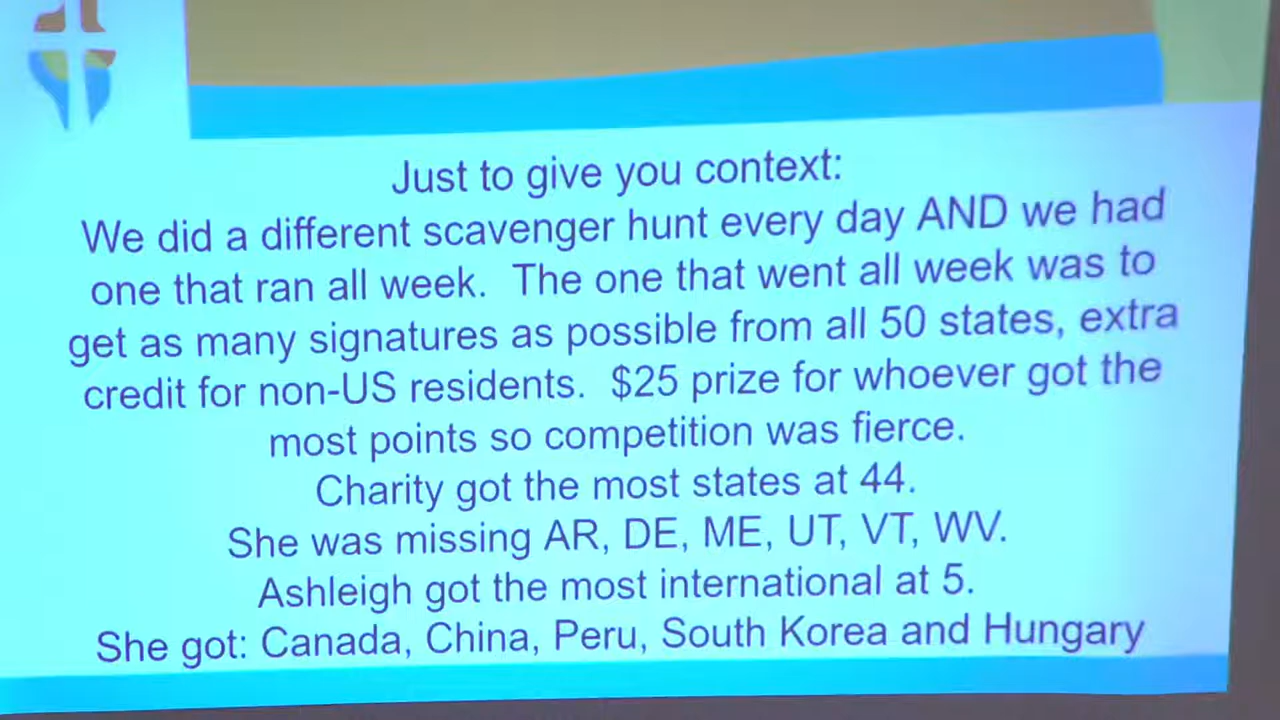 Just to give you context:
We did a different scavenger hunt every day AND we had
one that ran all week. The one that went all week was to
get as many signatures as possible from all 50 states, extra
credit for non-US residents. $25 prize for whoever got the
most points so competition was fierce.
Charity got the most states at 44.
She was missing AR, DE, ME, UT, VT, WV.
Ashleigh got the most international at 5.
She got: Canada, China, Peru, South Korea and Hungary